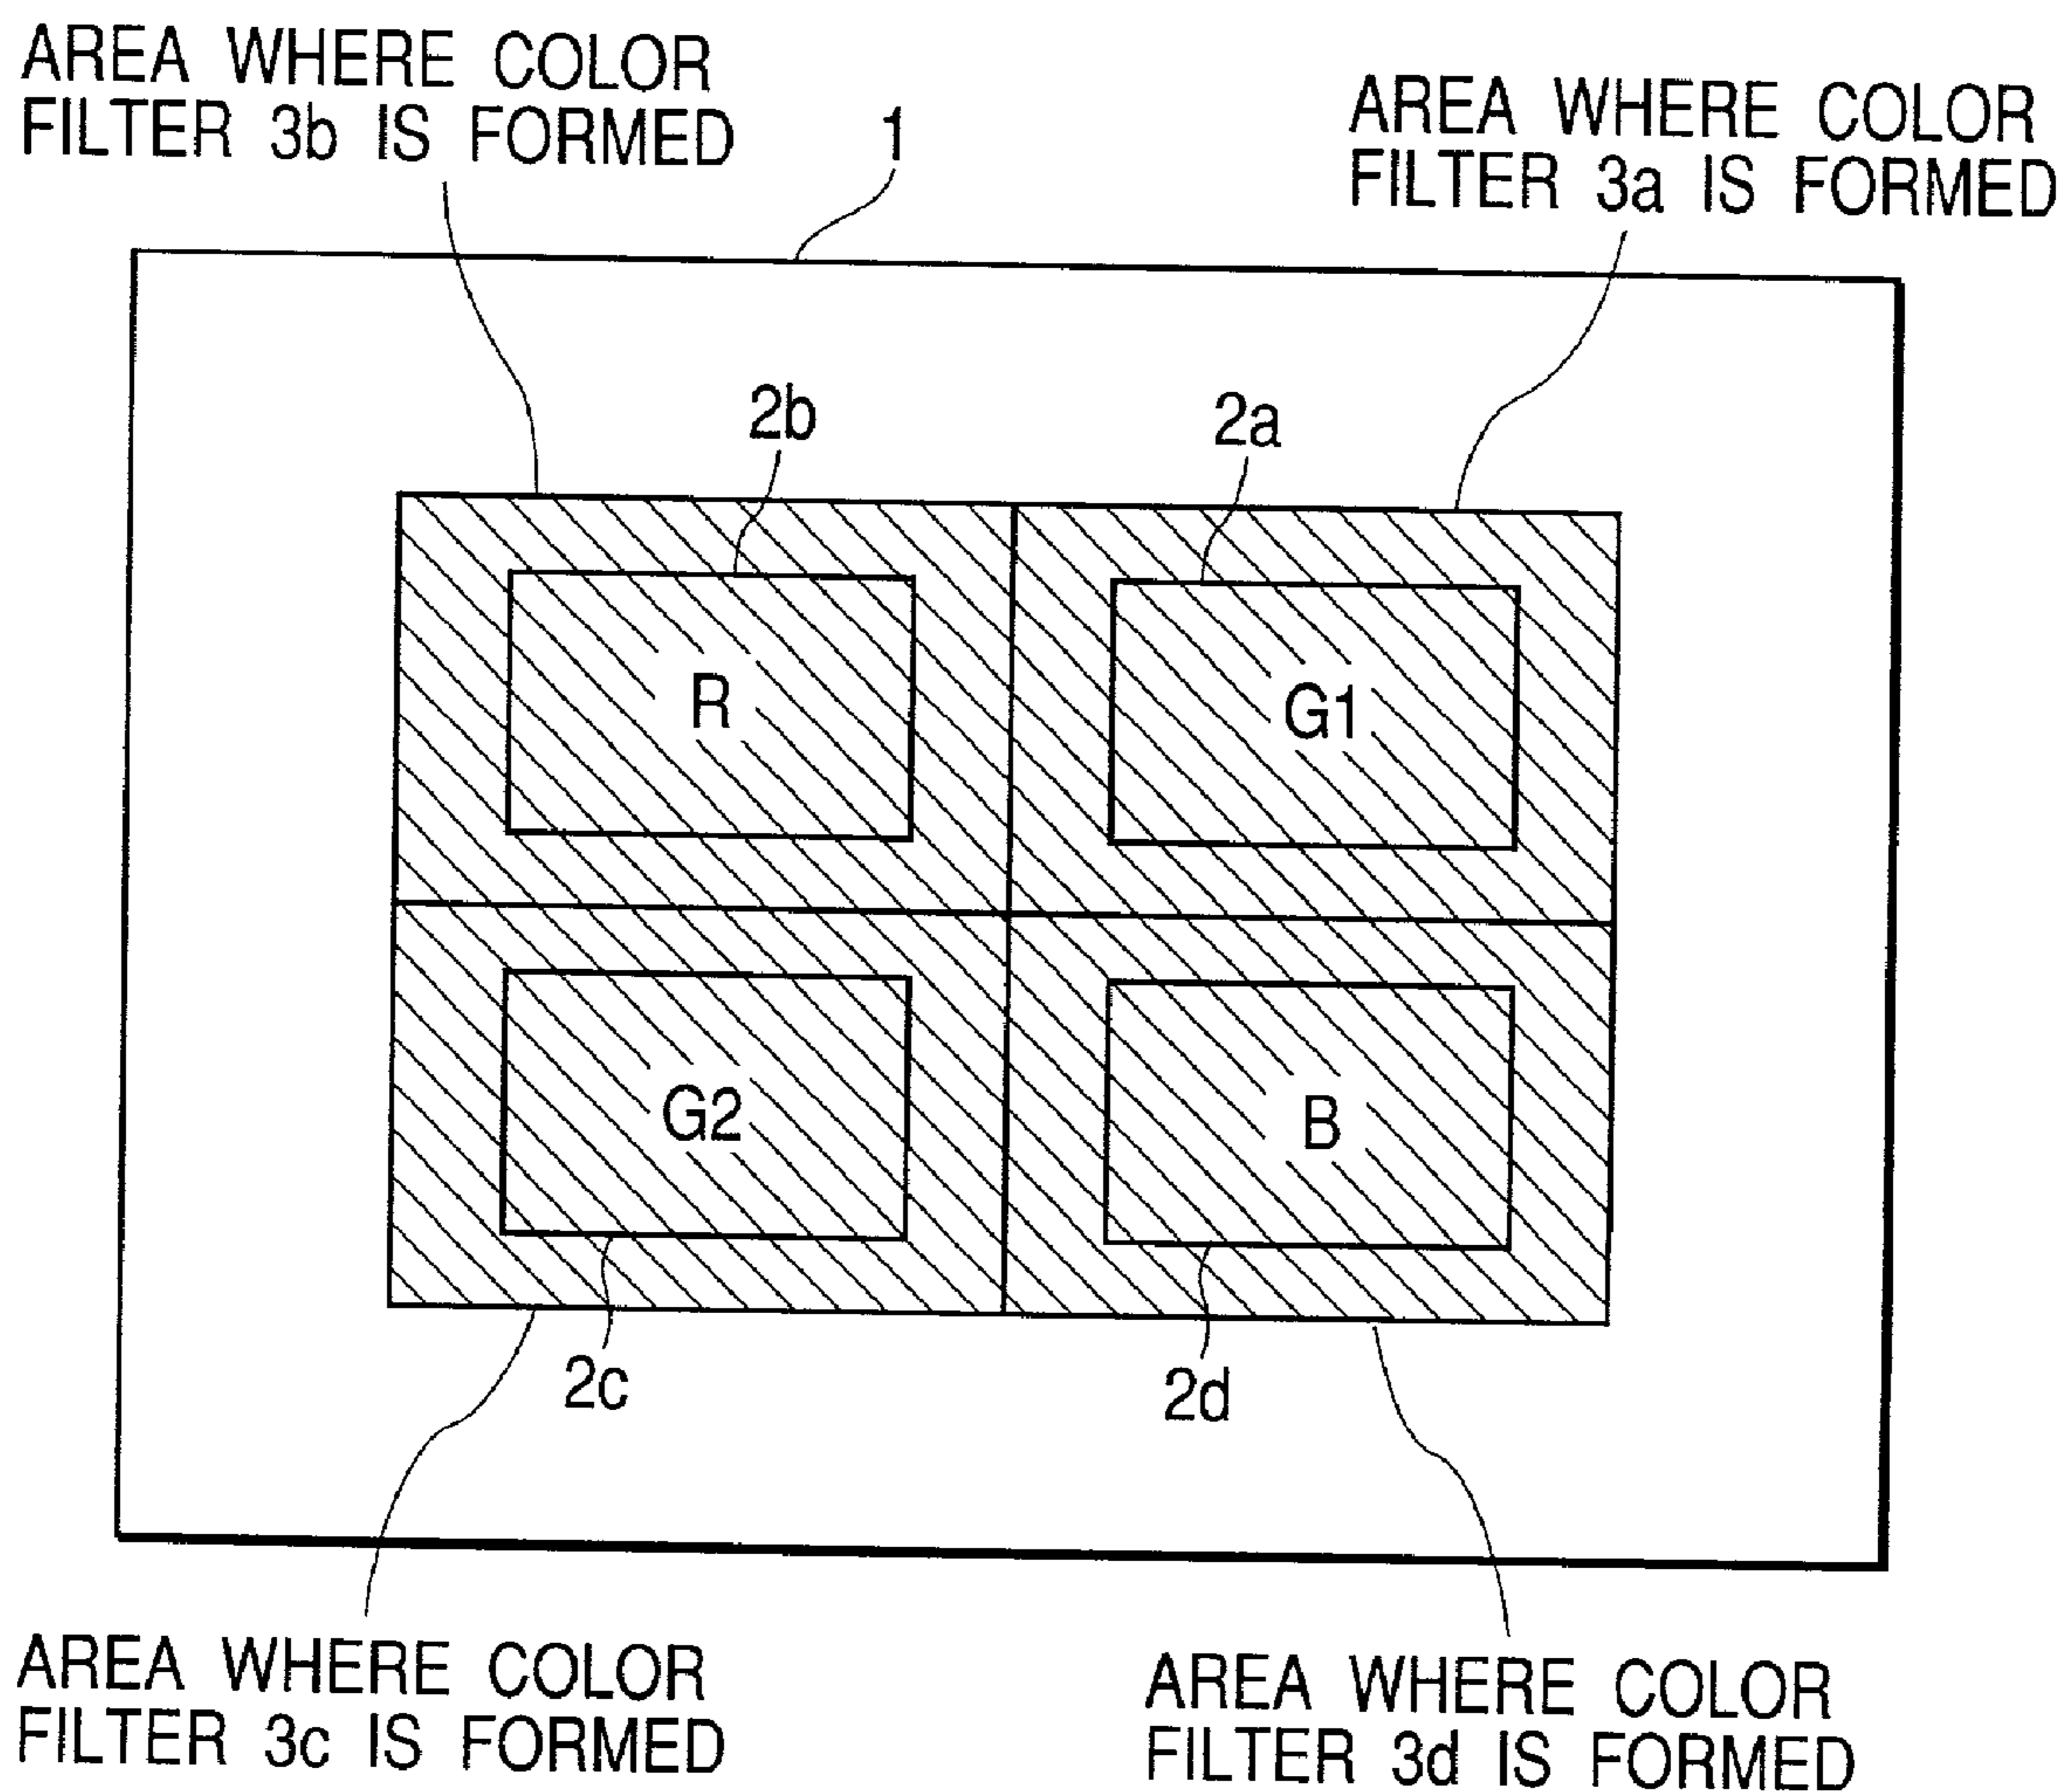 AREA WHERE COLOR
FILTER 3b IS FORMED
1
AREA WHERE COLOR
FILTER 3a IS FORMED
2b
2a
R
G1
G2
B
2c
2d
AREA WHERE COLOR
FILTER 3c IS FORMED
AREA WHERE COLOR
FILTER 3d IS FORMED